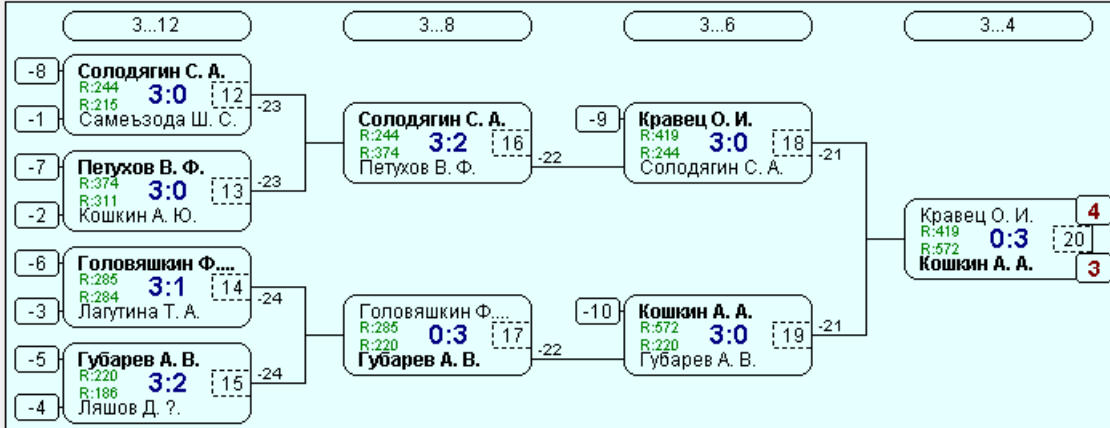 3...12
3...8
3...6
3...4
-8
Солодягин С. А.
R:244
3:0
12
R:215
-1
Самеъзода Ш. С.
-23
-7
Петухов В. Ф.
R:374
3:0
13
R:311
-2
Кошкин А. Ю.
-23
-6
Головяшкин Ф....
R:285
3:1
14
R:284
-3
Лагутина Т. А.
-24
-5
Губарев А. В.
R:220
3:2
15
R:186
-4
Ляшов Д. ?.
-24
Солодягин С. А.
R:244
3:2
16
R:374
Петухов В. Ф.
-22
Головяшкин Ф....
R:285
0:3
17
R:220
Губарев А. В.
-22
-9
Кравец О. И.
R:419
3:0
18
R:244
Солодягин С. А.
-21
-10
Кошкин А. А.
R:572
3:0
19
R:220
Губарев А. В.
-21
Кравец О. И.
4
R:419
0:3
20
R:572
Кошкин А. А.
3